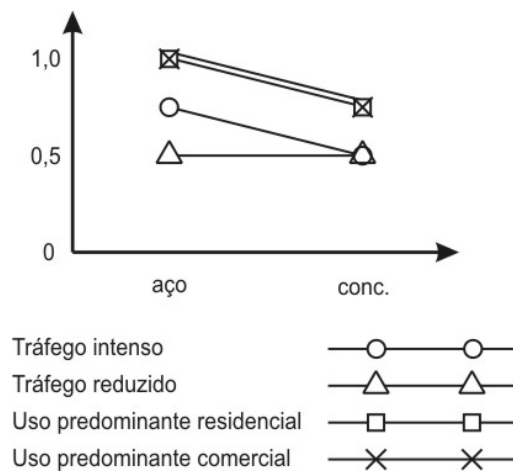 1,0
0,5
0
aço conc.
Tráfego intenso
Tráfego reduzido
Uso predominante residencial
Uso predominante comercial